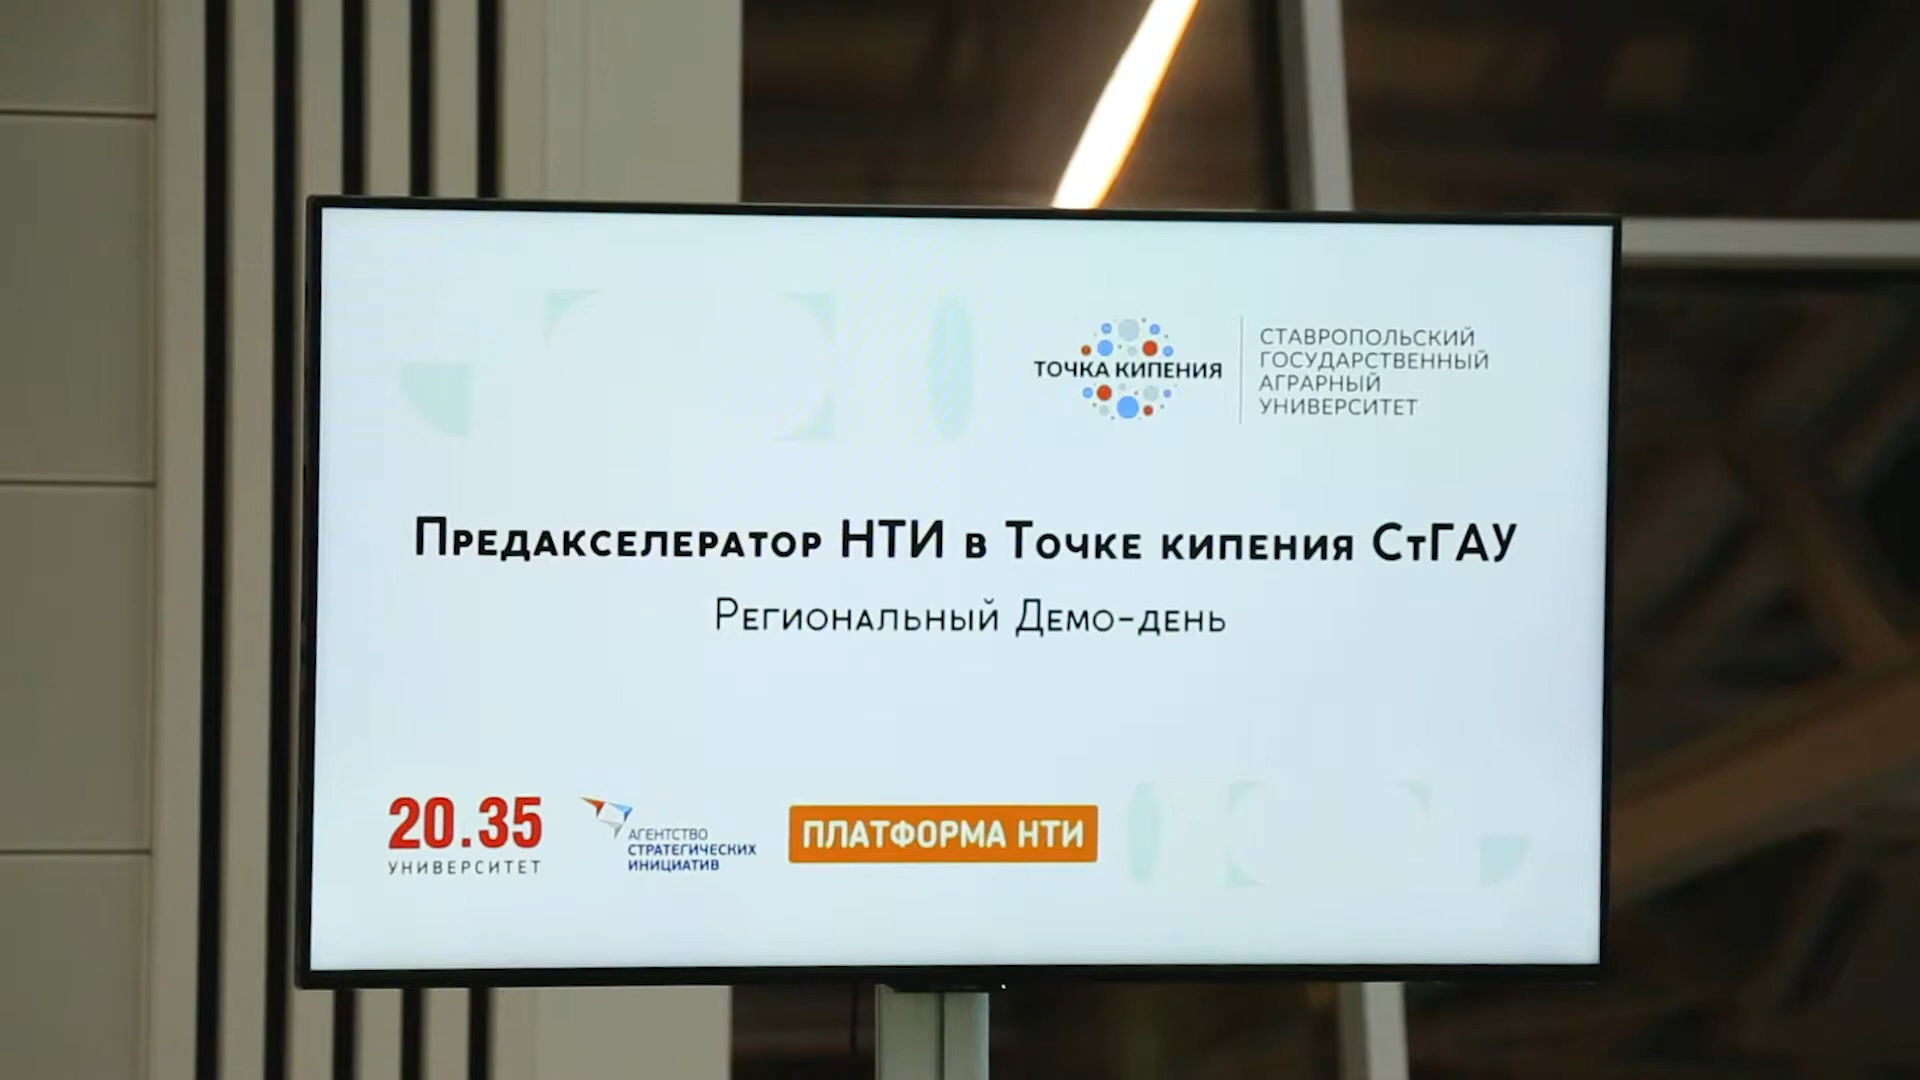 ТОЧКА КИПЕНИЯ
СТАВРОПОЛЬСКИЙ
ГОСУДАРСТВЕННЫЙ
АГРАРНЫЙ
УНИВЕРСИТЕТ
Предакселератор НТИ в Точке кипения СтГАУ
Региональный Демо-день
20.35
УНИВЕРСИТЕТ
АГЕНТСТВО
СТРАТЕГИЧЕСКИХ
ИНИЦИАТИВ
ПЛАТФОРМА НТИ